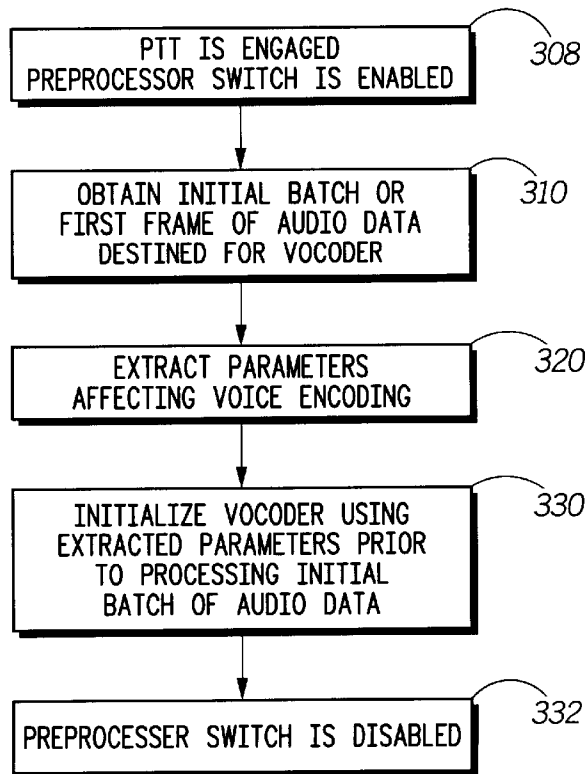 PTT IS ENGAGED
PREPROCESSOR SWITCH IS ENABLED
308
OBTAIN INITIAL BATCH OR
FIRST FRAME OF AUDIO DATA
DESTINED FOR VOCODER
310
EXTRACT PARAMETERS
AFFECTING VOICE ENCODING
320
INITIALIZE VOCODER USING
EXTRACTED PARAMETERS PRIOR
TO PROCESSING INITIAL
BATCH OF AUDIO DATA
330
PREPROCESSER SWITCH IS DISABLED
332